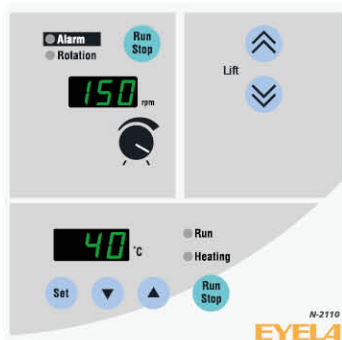 Alarm
Rotation
Run
Stop
150 rpm
Lift
40 °C
Run
Heating
Set
Run
Stop
N-2110
EYELA